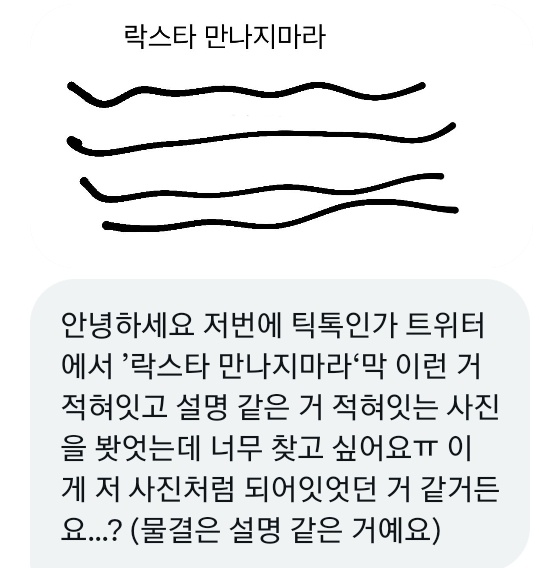 락스타 만나지마라
안녕하세요 저번에 틱톡인가 트위터
에서 ’락스타 만나지마라‘막 이런 거
적혀잇고 설명 같은 거 적혀잇는 사진
을 봣엇는데 너무 찾고 싶어요ㅠ 이
게 저 사진처럼 되어잇엇던 거 같거든
요...? (물결은 설명 같은 거예요)